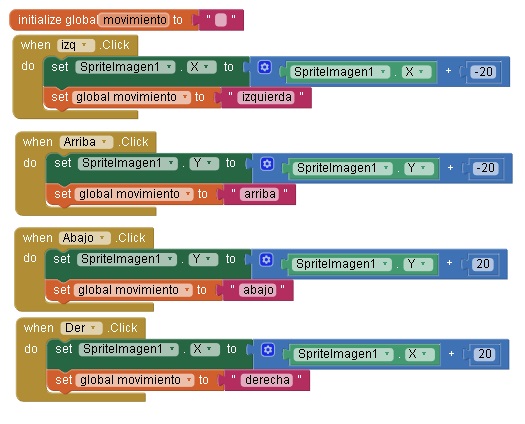 initialize global movimiento to " "
when izq .Click
do set SpriteImagen1 . X to SpriteImagen1 . X + -20
set global movimiento to " izquierda "
when Arriba .Click
do set SpriteImagen1 . Y to SpriteImagen1 . Y + -20
set global movimiento to " arriba "
when Abajo .Click
do set SpriteImagen1 . Y to SpriteImagen1 . Y + 20
set global movimiento to " abajo "
when Der .Click
do set SpriteImagen1 . X to SpriteImagen1 . X + 20
set global movimiento to " derecha "